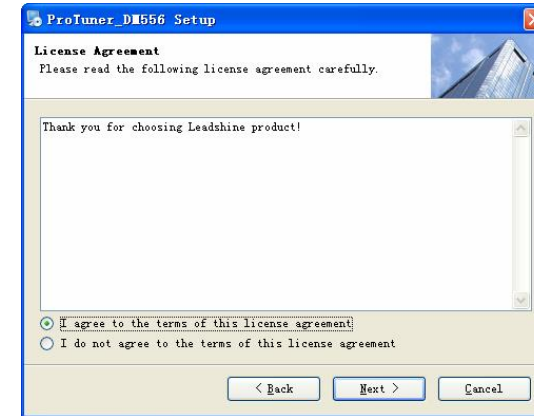 ProTuner_DM556 Setup
License Agreement
Please read the following license agreement carefully.
Thank you for choosing Leadshine product!
I agree to the terms of this license agreement
I do not agree to the terms of this license agreement
< Back
Next >
Cancel